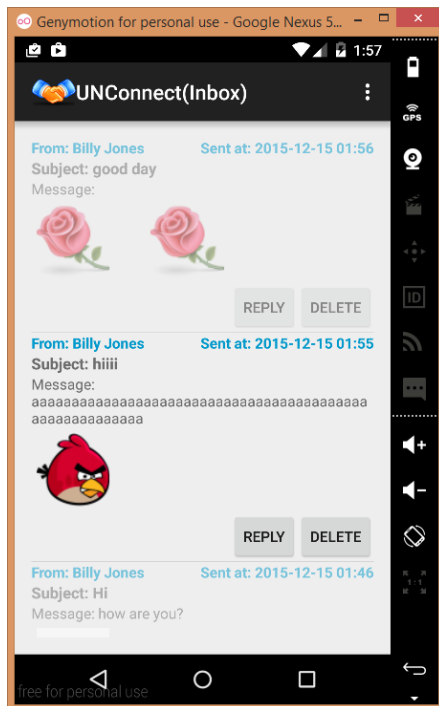 Genymotion for personal use - Google Nexus 5...
1:57
UNConnect(Inbox)
GPS
From: Billy Jones Sent at: 2015-12-15 01:56
Subject: good day
Message:
REPLY DELETE
ID
From: Billy Jones Sent at: 2015-12-15 01:55
Subject: hiiii
Message:
aaaaaaaaaaaaaaaaaaaaaaaaaaaaaaaaaaaaaaaaaa
aaaaaaaaaaaaaa
REPLY DELETE
From: Billy Jones Sent at: 2015-12-15 01:46
Subject: Hi
Message: how are you?
1:1
free for personal use